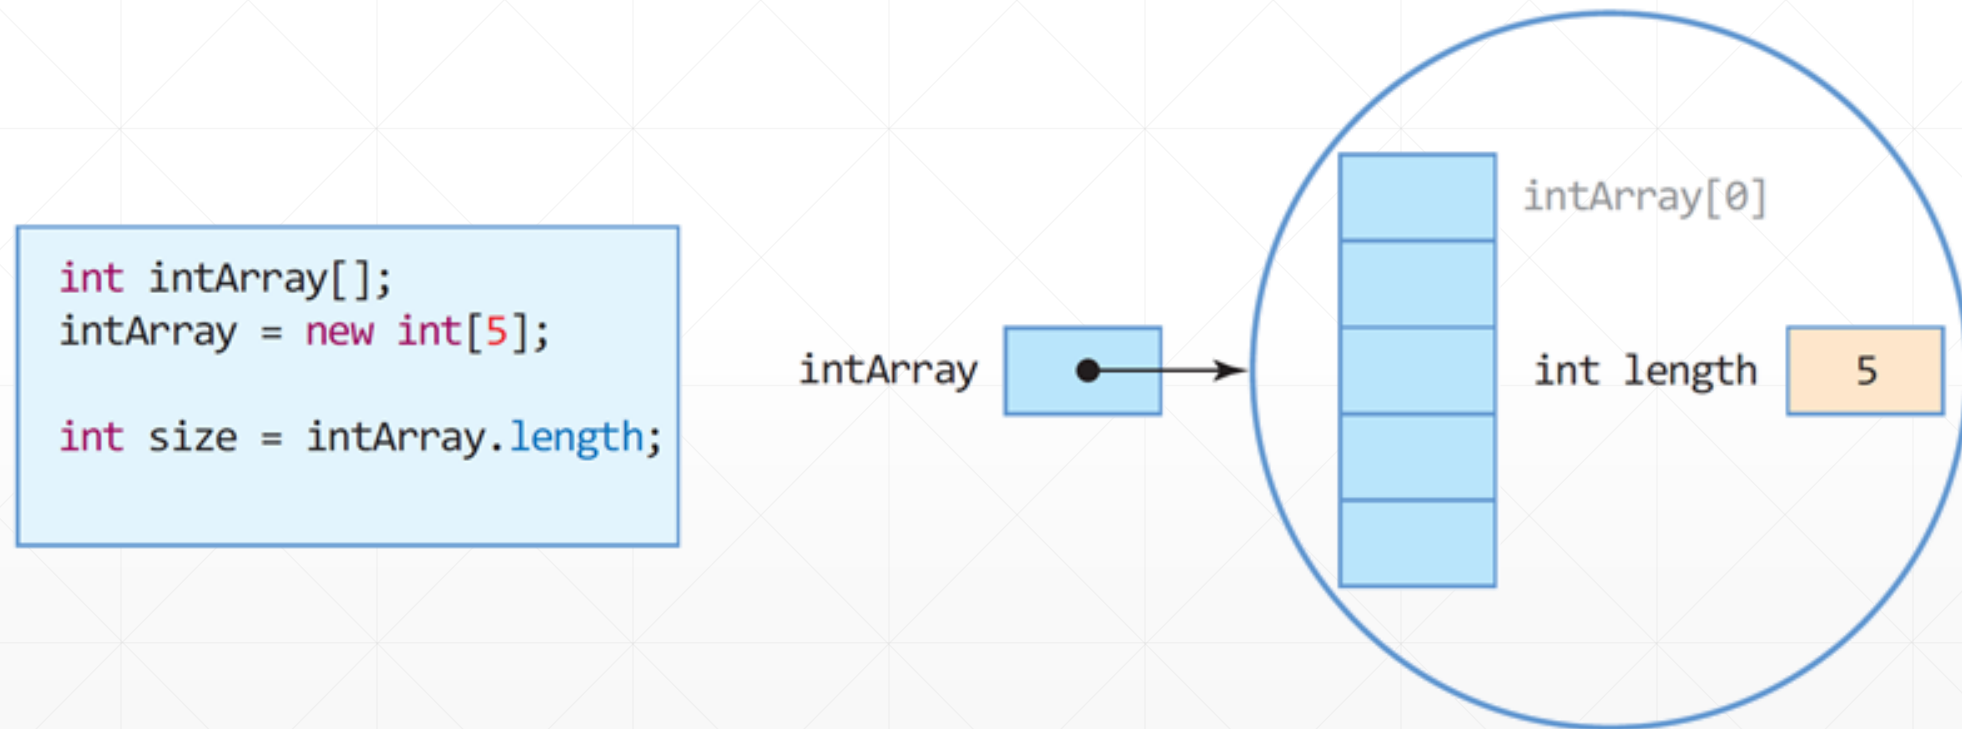 int intArray[];
intArray = new int[5];
int size = intArray.length;
intArray
intArray[0]
int length
5